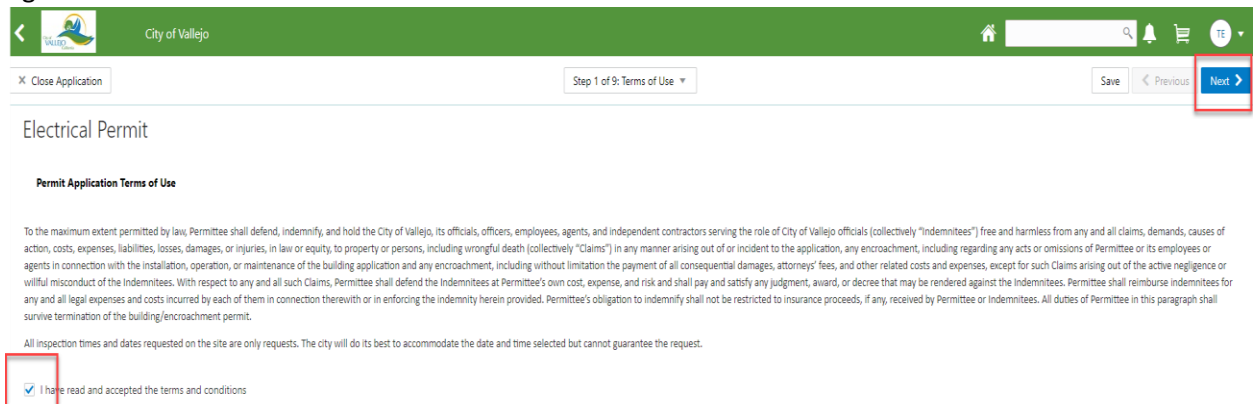 City of Vallejo
VALLEJO
TE
X Close Application
Step 1 of 9: Terms of Use
Save
Previous
Next
Electrical Permit
Permit Application Terms of Use
To the maximum extent permitted by law, Permittee shall defend, indemnify, and hold the City of Vallejo, its officials, officers, employees, agents, and independent contractors serving the role of City of Vallejo officials (collectively “Indemnitees”) free and harmless from any and all claims, demands, causes of
action, costs, expenses, liabilities, losses, damages, or injuries, in law or equity, to property or persons, including wrongful death (collectively “Claims”) in any manner arising out of or incident to the application, any encroachment, including regarding any acts or omissions of Permittee or its employees or
agents in connection with the installation, operation, or maintenance of the building application and any encroachment, including without limitation the payment of all consequential damages, attorneys’ fees, and other related costs and expenses, except for such Claims arising out of the active negligence or
willful misconduct of the Indemnitees. With respect to any and all such Claims, Permittee shall defend the Indemnitees at Permittee’s own cost, expense, and risk and shall pay and satisfy any judgment, award, or decree that may be rendered against the Indemnitees. Permittee shall reimburse indemnitees for
any and all legal expenses and costs incurred by each of them in connection therewith or in enforcing the indemnity herein provided. Permittee’s obligation to indemnify shall not be restricted to insurance proceeds, if any, received by Permittee or Indemnitees. All duties of Permittee in this paragraph shall
survive termination of the building/encroachment permit.
All inspection times and dates requested on the site are only requests. The city will do its best to accommodate the date and time selected but cannot guarantee the request.
I have read and accepted the terms and conditions